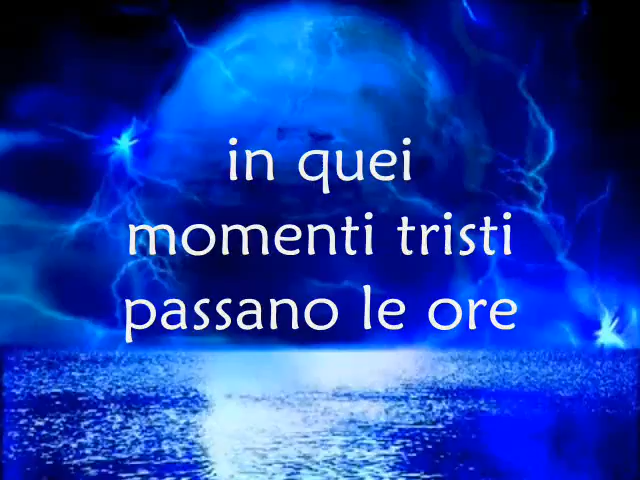 in quei
momenti tristi
passano le ore